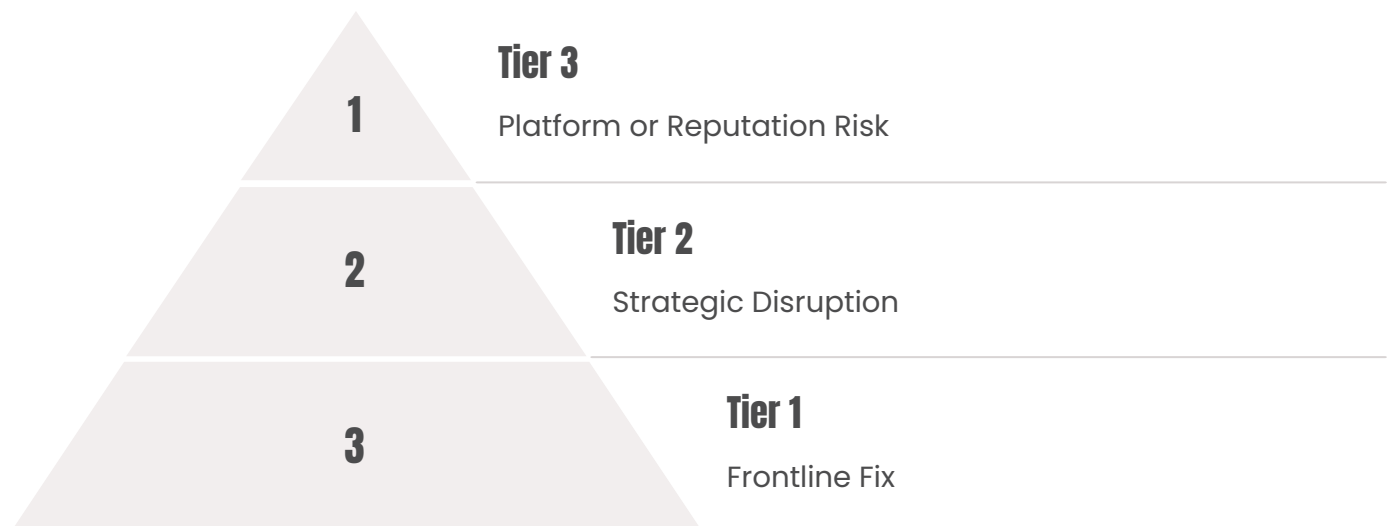 1
Tier 3
Platform or Reputation Risk
2
Tier 2
Strategic Disruption
3
Tier 1
Frontline Fix